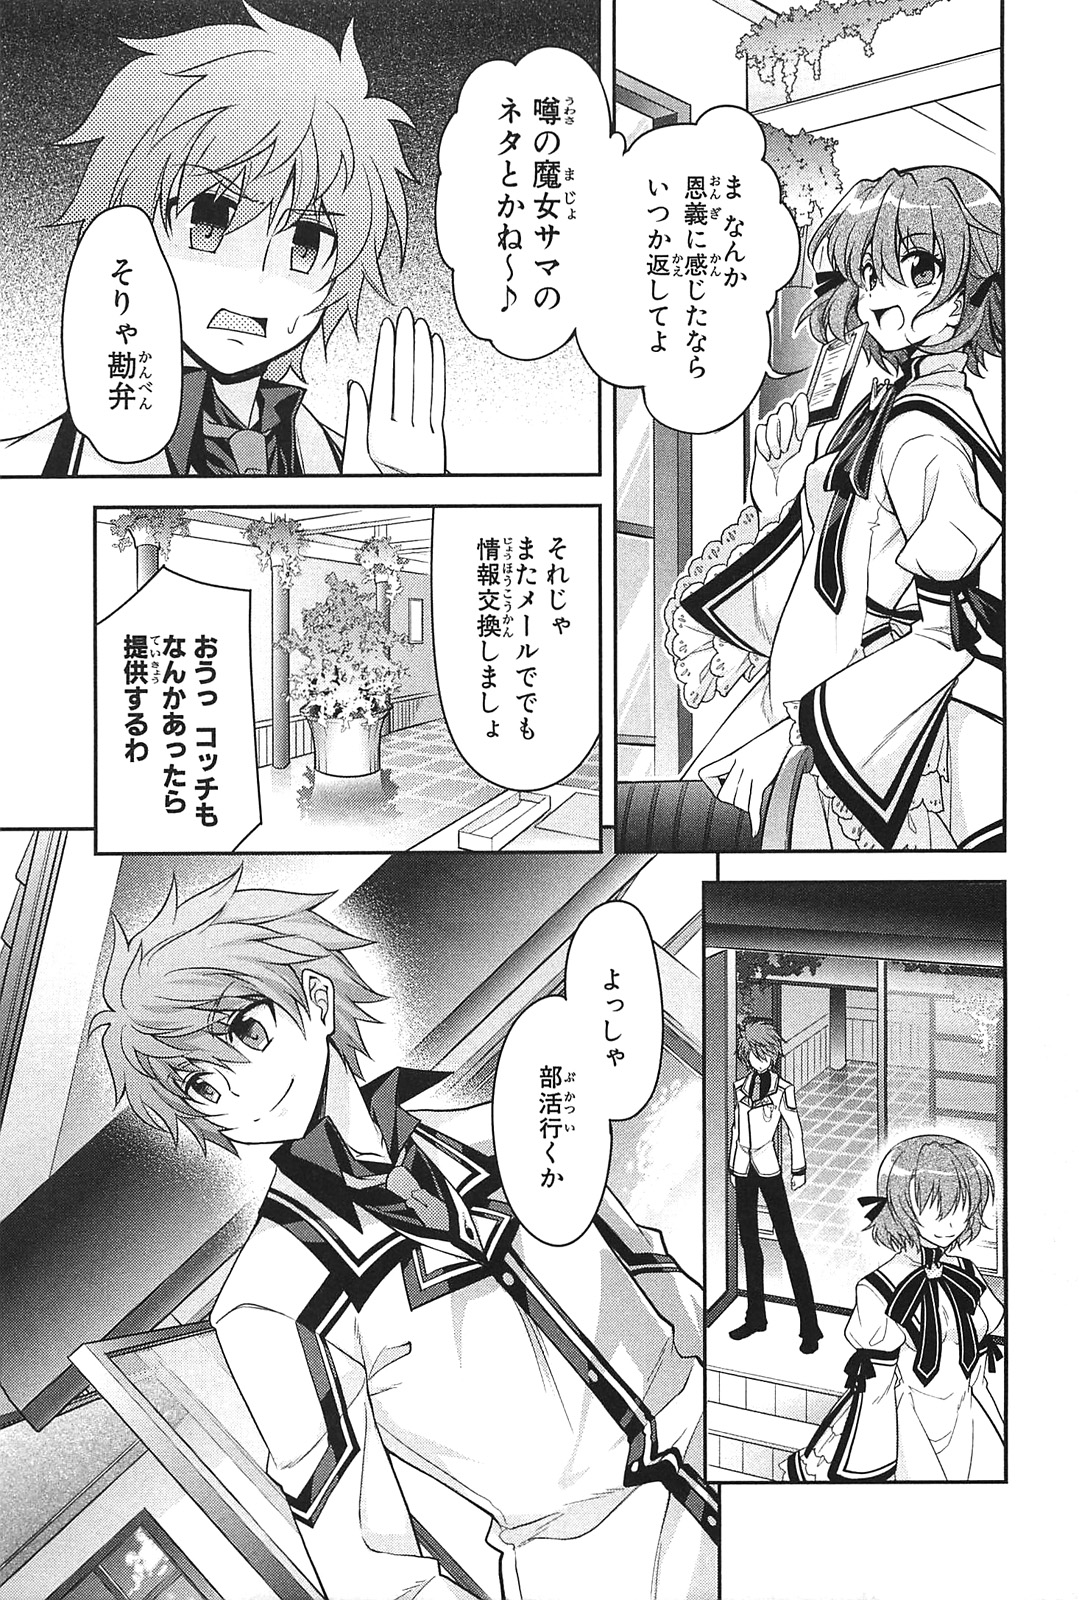 ま なんか
恩義に感じたなら
いつか返してよ
噂の魔女サマの
ネタとかね～♪
そりゃ勘弁
それじゃ
またメールででも
情報交換しましょ
おうっ コッチも
なんかあったら
提供するわ
よっしゃ
部活行くか